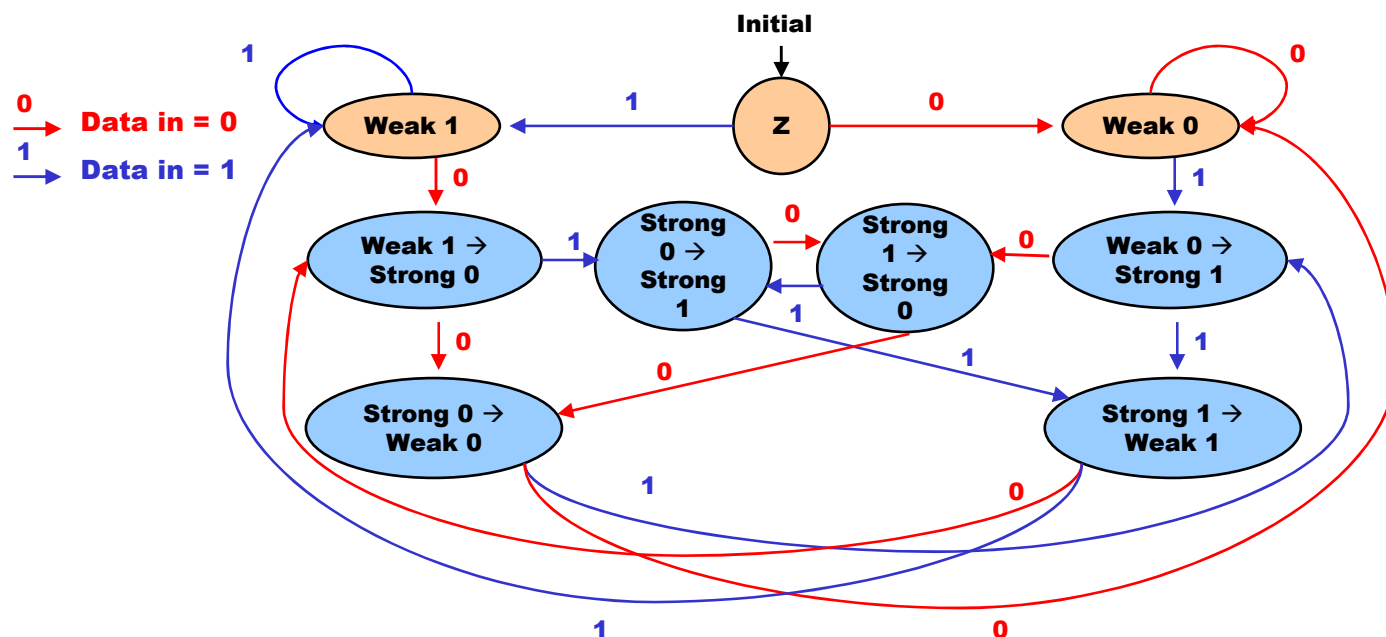 Initial
1
0
0
Data in = 0
1
Data in = 1
Weak 1
1
Z
0
Weak 0
0
1
Weak 1 →
Strong 0
1
Strong
0 →
Strong
1
0
1
Strong
1 →
Strong
0
0
Weak 0 →
Strong 1
0
0
1
1
Strong 0 →
Weak 0
Strong 1 →
Weak 1
1
0
1
0